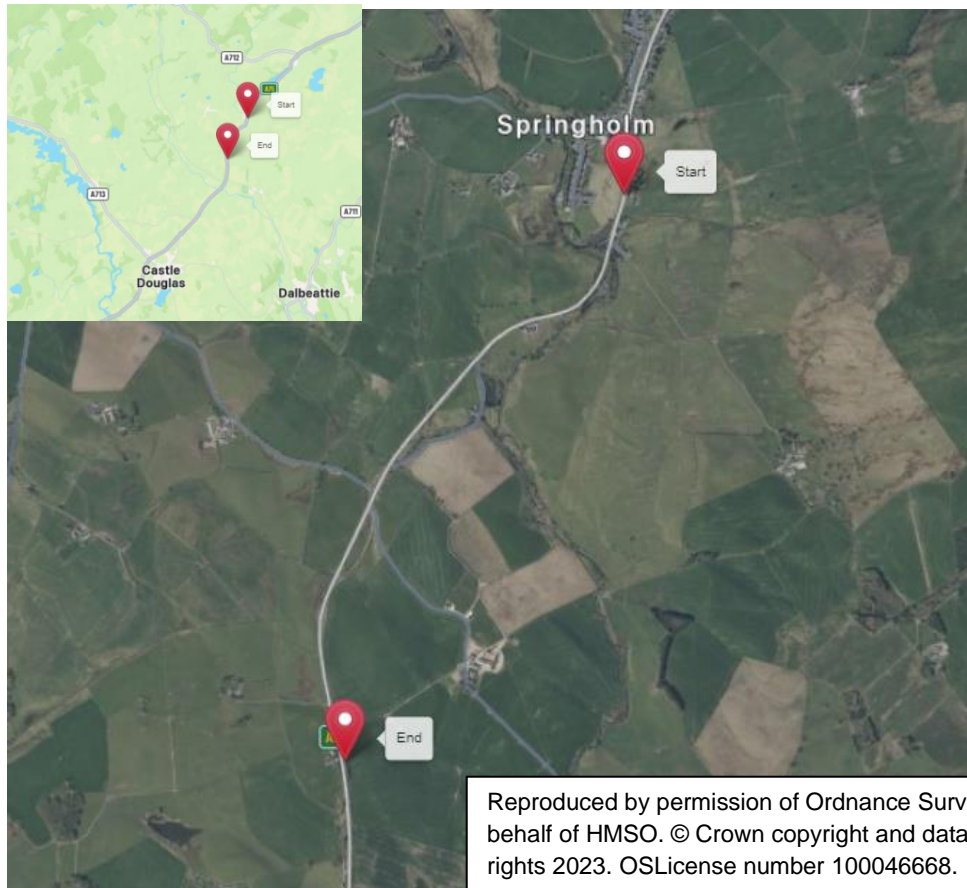 A712
A75
Start
End
A713
A711
Castle
Douglas
Dalbeattie
Springholm
Start
End
Reproduced by permission of Ordnance Surv
behalf of HMSO. © Crown copyright and data
rights 2023. OSLicense number 100046668.